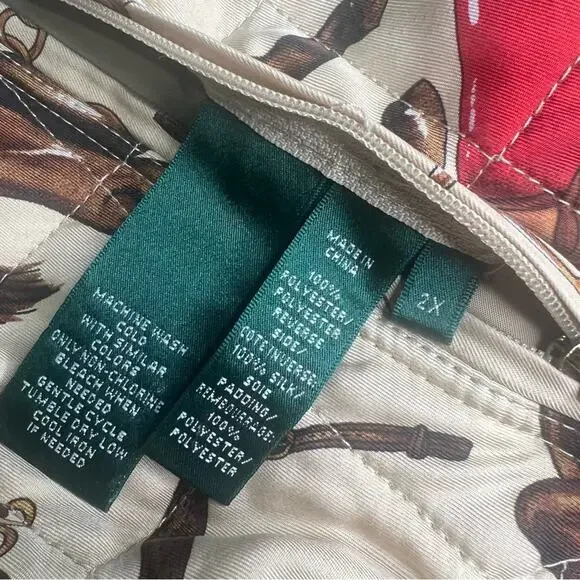 MACHINE WASH
COLD
WITH SIMILAR
COLORS
ONLY NON-CHLORINE
BLEACH WHEN
NEEDED
GENTLE CYCLE
TUMBLE DRY LOW
COOL IRON
IF NEEDED
MADE IN
CHINA
100%
POLYESTER/
POLYESTER
REVERSE
SIDE/
COTE INVERSE:
100% SILK/
SOIE
PADDING/
REMBOURRAGE:
100%
POLYESTER/
POLYESTER
2X